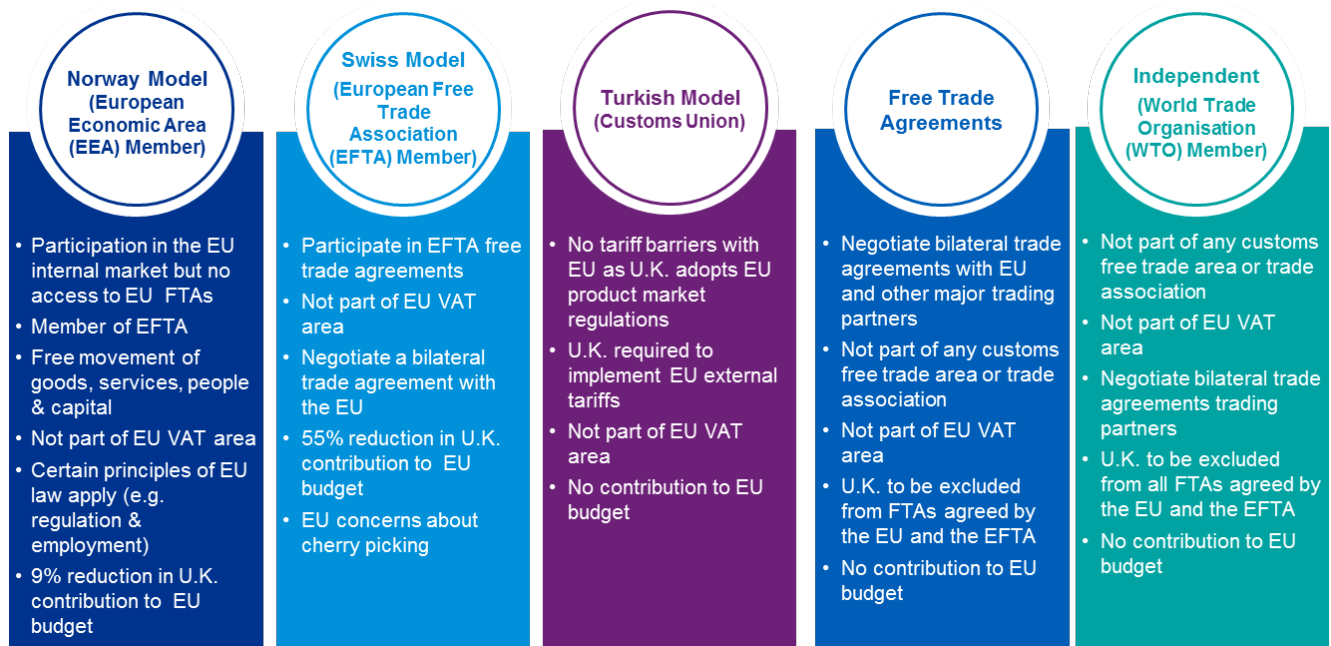 Norway Model
(European
Economic Area
(EEA) Member)
• Participation in the EU
internal market but no
access to EU FTAs
• Member of EFTA
• Free movement of
goods, services, people
& capital
• Not part of EU VAT area
• Certain principles of EU
law apply (e.g.
regulation &
employment)
• 9% reduction in U.K.
contribution to EU
budget
Swiss Model
(European Free
Trade
Association
(EFTA) Member)
• Participate in EFTA free
trade agreements
• Not part of EU VAT
area
• Negotiate a bilateral
trade agreement with
the EU
• 55% reduction in U.K.
contribution to EU
budget
• EU concerns about
cherry picking
Turkish Model
(Customs Union)
• No tariff barriers with
EU as U.K. adopts EU
product market
regulations
• U.K. required to
implement EU external
tariffs
• Not part of EU VAT
area
• No contribution to EU
budget
Free Trade
Agreements
• Negotiate bilateral trade
agreements with EU
and other major trading
partners
• Not part of any customs
free trade area or trade
association
• Not part of EU VAT
area
• U.K. to be excluded
from FTAs agreed by
the EU and the EFTA
• No contribution to EU
budget
Independent
(World Trade
Organisation
(WTO) Member)
• Not part of any customs
free trade area or trade
association
• Not part of EU VAT
area
• Negotiate bilateral trade
agreements trading
partners
• U.K. to be excluded
from all FTAs agreed by
the EU and the EFTA
• No contribution to EU
budget